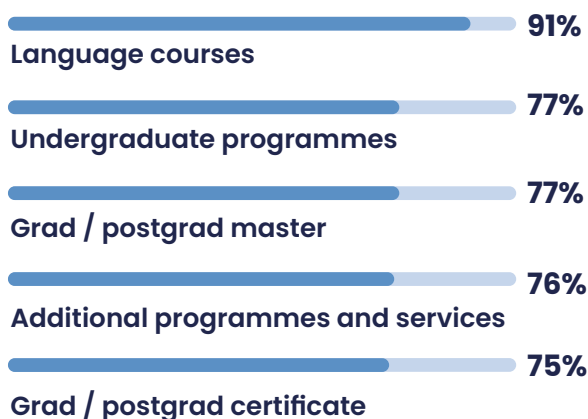 91%
Language courses
77%
Undergraduate programmes
77%
Grad / postgrad master
76%
Additional programmes and services
75%
Grad / postgrad certificate